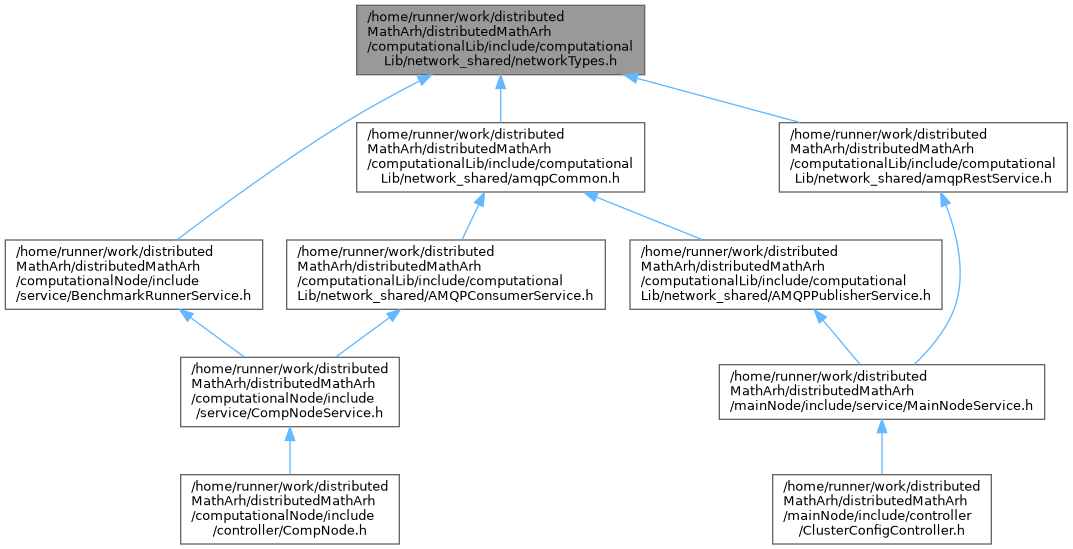 /home/runner/work/distributed
MathArh/distributedMathArh
/computationalLib/include/computational
Lib/network_shared/networkTypes.h
/home/runner/work/distributed
MathArh/distributedMathArh
/computationalLib/include/computational
Lib/network_shared/amqpCommon.h
/home/runner/work/distributed
MathArh/distributedMathArh
/computationalLib/include/computational
Lib/network_shared/amqpRestService.h
/home/runner/work/distributed
MathArh/distributedMathArh
/computationalNode/include
/service/BenchmarkRunnerService.h
/home/runner/work/distributed
MathArh/distributedMathArh
/computationalLib/include/computational
Lib/network_shared/AMQPConsumerService.h
/home/runner/work/distributed
MathArh/distributedMathArh
/computationalLib/include/computational
Lib/network_shared/AMQPPublisherService.h
/home/runner/work/distributed
MathArh/distributedMathArh
/computationalNode/include
/service/CompNodeService.h
/home/runner/work/distributed
MathArh/distributedMathArh
/mainNode/include/service/MainNodeService.h
/home/runner/work/distributed
MathArh/distributedMathArh
/computationalNode/include
/controller/CompNode.h
/home/runner/work/distributed
MathArh/distributedMathArh
/mainNode/include/controller
/ClusterConfigController.h